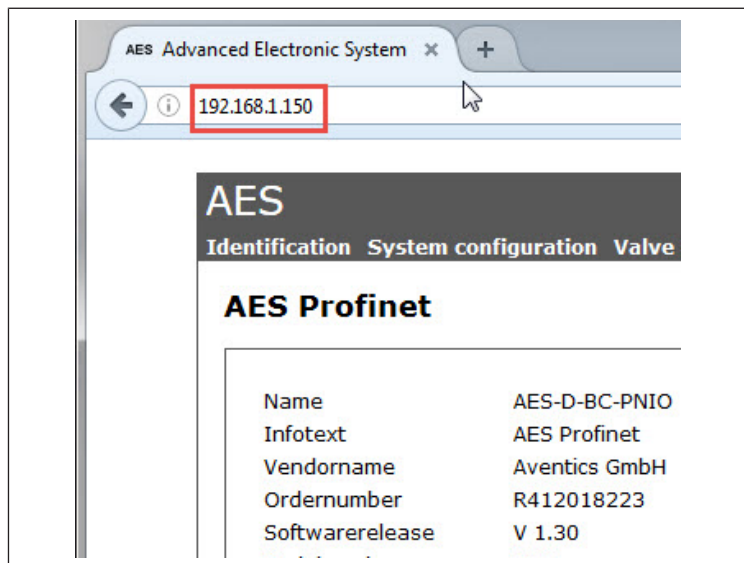 AES Advanced Electronic System
192.168.1.150
AES
Identification System configuration Valve
AES Profinet
Name AES-D-BC-PNIO
Infotext AES Profinet
Vendorname Aventics GmbH
Ordernumber R412018223
Softwarerelease V 1.30